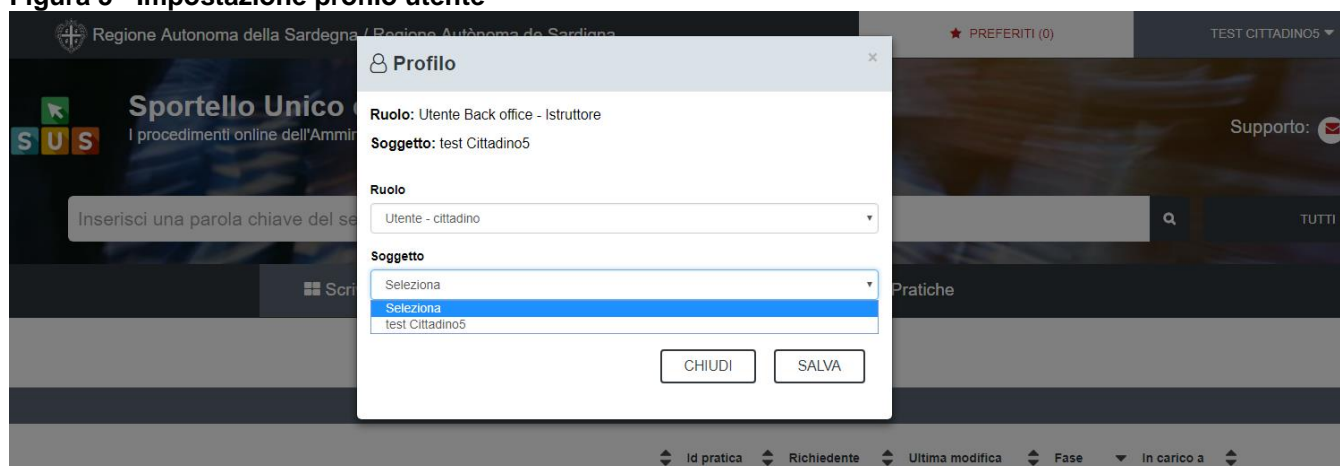 Figura 3 - Impostazione profilo utente
Regione Autonoma della Sardegna / Regione Autònoma de Sardigna
PREFERITI (0)
TEST CITTADINO5
Profilo
×
Sportello Unico
I procedimenti online dell'Ammin
SUS
Supporto:
Ruolo: Utente Back office - Istruttore
Soggetto: test Cittadino5
Ruolo
Utente - cittadino
Inserisci una parola chiave del se
TUTTI
Soggetto
Seleziona
Scri
Pratiche
Seleziona
test Cittadino5
CHIUDI
SALVA
Id pratica
Richiedente
Ultima modifica
Fase
In carico a